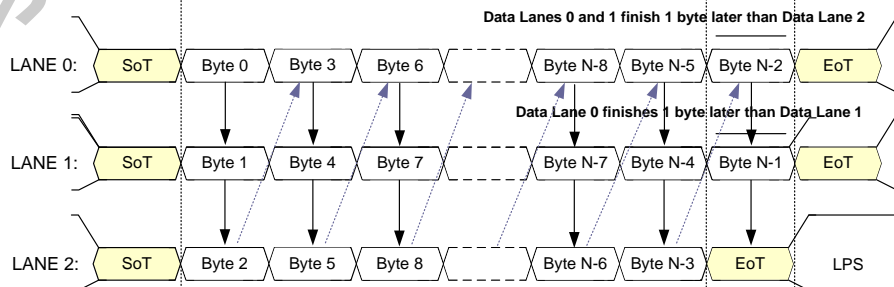 Data Lanes 0 and 1 finish 1 byte later than Data Lane 2
LANE 0: SoT Byte 0 Byte 3 Byte 6 Byte N-8 Byte N-5 Byte N-2 EoT
Data Lane 0 finishes 1 byte later than Data Lane 1
LANE 1: SoT Byte 1 Byte 4 Byte 7 Byte N-7 Byte N-4 Byte N-1 EoT
LANE 2: SoT Byte 2 Byte 5 Byte 8 Byte N-6 Byte N-3 EoT LPS